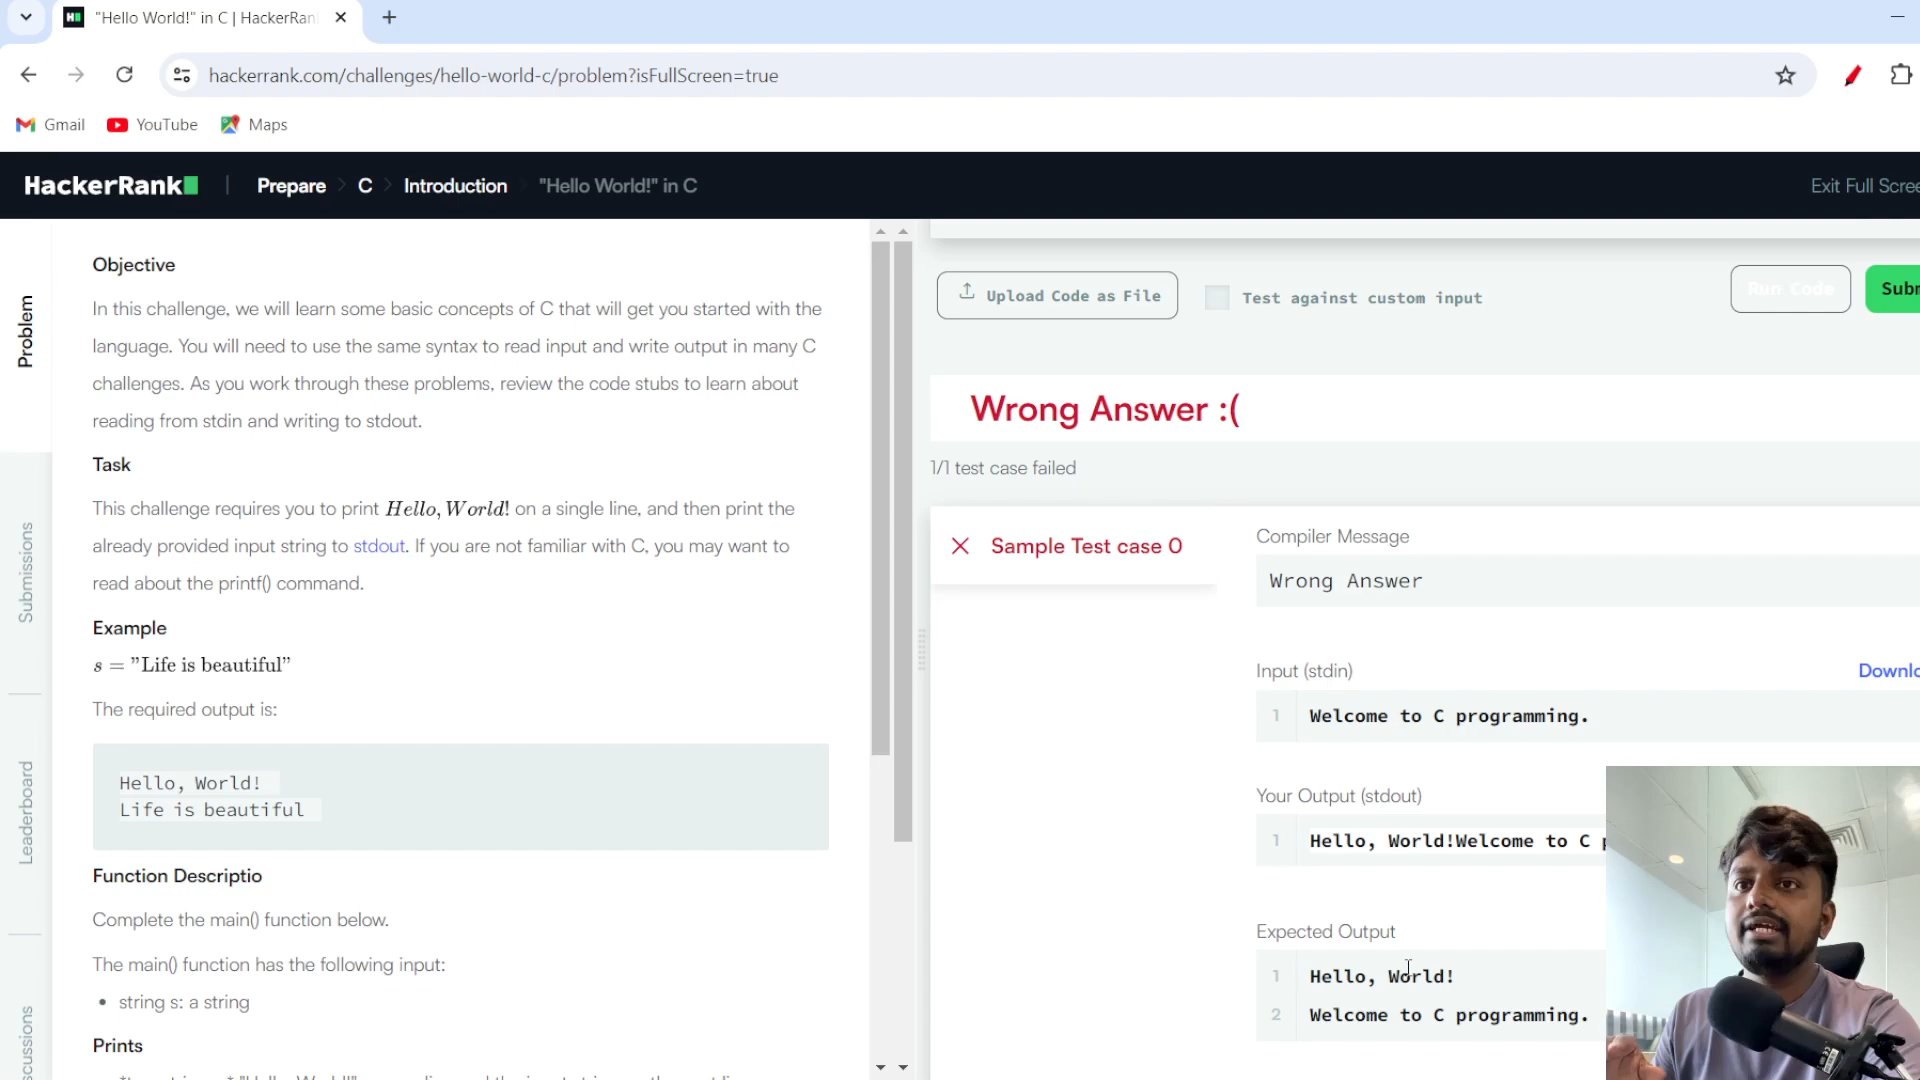 "Hello World!" in C | HackerRan
hackerrank.com/challenges/hello-world-c/problem?isFullScreen=true
Gmail YouTube Maps
HackerRank | Prepare > C > Introduction "Hello World!" in C
Exit Full Scree
Problem
Submissions
Leaderboard
cussions
Objective
In this challenge, we will learn some basic concepts of C that will get you started with the
language. You will need to use the same syntax to read input and write output in many C
challenges. As you work through these problems, review the code stubs to learn about
reading from stdin and writing to stdout.
Task
This challenge requires you to print Hello, World! on a single line, and then print the
already provided input string to stdout. If you are not familiar with C, you may want to
read about the printf() command.
Example
s = "Life is beautiful"
The required output is:
Hello, World!
Life is beautiful
Function Descriptio
Complete the main() function below.
The main() function has the following input:
• string s: a string
Prints
Upload Code as File
Test against custom input
Run Code
Subm
Wrong Answer :(
1/1 test case failed
Sample Test case 0
Compiler Message
Wrong Answer
Input (stdin)
Downlo
1 Welcome to C programming.
Your Output (stdout)
1 Hello, World!Welcome to C p
Expected Output
1 Hello, World!
2 Welcome to C programming.